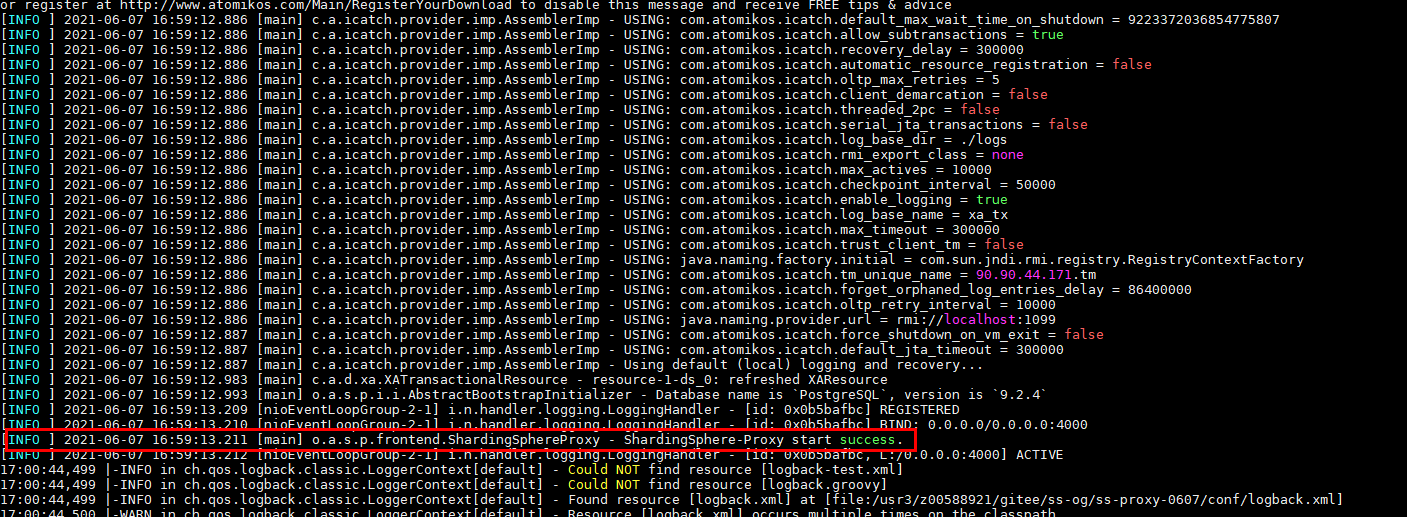 or register at http://www.atomikos.com/Main/RegisterYourDownload to disable this message and receive FREE tips & advice
[INFO ] 2021-06-07 16:59:12.886 [main] c.a.icatch.provider.imp.AssemblerImp - USING: com.atomikos.icatch.default_max_wait_time_on_shutdown = 9223372036854775807
[INFO ] 2021-06-07 16:59:12.886 [main] c.a.icatch.provider.imp.AssemblerImp - USING: com.atomikos.icatch.allow_subtransactions = true
[INFO ] 2021-06-07 16:59:12.886 [main] c.a.icatch.provider.imp.AssemblerImp - USING: com.atomikos.icatch.recovery_delay = 300000
[INFO ] 2021-06-07 16:59:12.886 [main] c.a.icatch.provider.imp.AssemblerImp - USING: com.atomikos.icatch.automatic_resource_registration = false
[INFO ] 2021-06-07 16:59:12.886 [main] c.a.icatch.provider.imp.AssemblerImp - USING: com.atomikos.icatch.oltp_max_retries = 5
[INFO ] 2021-06-07 16:59:12.886 [main] c.a.icatch.provider.imp.AssemblerImp - USING: com.atomikos.icatch.client_demarcation = false
[INFO ] 2021-06-07 16:59:12.886 [main] c.a.icatch.provider.imp.AssemblerImp - USING: com.atomikos.icatch.threaded_2pc = false
[INFO ] 2021-06-07 16:59:12.886 [main] c.a.icatch.provider.imp.AssemblerImp - USING: com.atomikos.icatch.serial_jta_transactions = false
[INFO ] 2021-06-07 16:59:12.886 [main] c.a.icatch.provider.imp.AssemblerImp - USING: com.atomikos.icatch.log_base_dir = ./logs
[INFO ] 2021-06-07 16:59:12.886 [main] c.a.icatch.provider.imp.AssemblerImp - USING: com.atomikos.icatch.rmi_export_class = none
[INFO ] 2021-06-07 16:59:12.886 [main] c.a.icatch.provider.imp.AssemblerImp - USING: com.atomikos.icatch.max_actives = 10000
[INFO ] 2021-06-07 16:59:12.886 [main] c.a.icatch.provider.imp.AssemblerImp - USING: com.atomikos.icatch.checkpoint_interval = 50000
[INFO ] 2021-06-07 16:59:12.886 [main] c.a.icatch.provider.imp.AssemblerImp - USING: com.atomikos.icatch.enable_logging = true
[INFO ] 2021-06-07 16:59:12.886 [main] c.a.icatch.provider.imp.AssemblerImp - USING: com.atomikos.icatch.log_base_name = xa_tx
[INFO ] 2021-06-07 16:59:12.886 [main] c.a.icatch.provider.imp.AssemblerImp - USING: com.atomikos.icatch.max_timeout = 300000
[INFO ] 2021-06-07 16:59:12.886 [main] c.a.icatch.provider.imp.AssemblerImp - USING: com.atomikos.icatch.trust_client_tm = false
[INFO ] 2021-06-07 16:59:12.886 [main] c.a.icatch.provider.imp.AssemblerImp - USING: java.naming.factory.initial = com.sun.jndi.rmi.registry.RegistryContextFactory
[INFO ] 2021-06-07 16:59:12.886 [main] c.a.icatch.provider.imp.AssemblerImp - USING: com.atomikos.icatch.tm_unique_name = 90.90.44.171.tm
[INFO ] 2021-06-07 16:59:12.886 [main] c.a.icatch.provider.imp.AssemblerImp - USING: com.atomikos.icatch.forget_orphaned_log_entries_delay = 86400000
[INFO ] 2021-06-07 16:59:12.886 [main] c.a.icatch.provider.imp.AssemblerImp - USING: com.atomikos.icatch.oltp_retry_interval = 10000
[INFO ] 2021-06-07 16:59:12.886 [main] c.a.icatch.provider.imp.AssemblerImp - USING: java.naming.provider.url = rmi://localhost:1099
[INFO ] 2021-06-07 16:59:12.887 [main] c.a.icatch.provider.imp.AssemblerImp - USING: com.atomikos.icatch.force_shutdown_on_vm_exit = false
[INFO ] 2021-06-07 16:59:12.887 [main] c.a.icatch.provider.imp.AssemblerImp - USING: com.atomikos.icatch.default_jta_timeout = 300000
[INFO ] 2021-06-07 16:59:12.887 [main] c.a.icatch.provider.imp.AssemblerImp - Using default (local) logging and recovery...
[INFO ] 2021-06-07 16:59:12.983 [main] c.a.d.xa.XATransactionalResource - resource-1-ds_0: refreshed XAResource
[INFO ] 2021-06-07 16:59:12.993 [main] o.a.s.p.i.i.AbstractBootstrapInitializer - Database name is `PostgreSQL`, version is `9.2.4`
[INFO ] 2021-06-07 16:59:13.209 [nioEventLoopGroup-2-1] i.n.handler.logging.LoggingHandler - [id: 0x0b5bafbc] REGISTERED
[INFO ] 2021-06-07 16:59:13.210 [nioEventLoopGroup-2-1] i.n.handler.logging.LoggingHandler - [id: 0x0b5bafbc] BIND: 0.0.0.0/0.0.0.0:4000
[INFO ] 2021-06-07 16:59:13.211 [main] o.a.s.p.frontend.ShardingSphereProxy - ShardingSphere-Proxy start success.
[INFO ] 2021-06-07 16:59:13.212 [nioEventLoopGroup-2-1] i.n.handler.logging.LoggingHandler - [id: 0x0b5bafbc, L:/0.0.0.0:4000] ACTIVE
17:00:44,499 |-INFO in ch.qos.logback.classic.LoggerContext[default] - Could NOT find resource [logback-test.xml]
17:00:44,499 |-INFO in ch.qos.logback.classic.LoggerContext[default] - Could NOT find resource [logback.groovy]
17:00:44,499 |-INFO in ch.qos.logback.classic.LoggerContext[default] - Found resource [logback.xml] at [file:/usr3/z00588921/gitee/ss-og/ss-proxy-0607/conf/logback.xml]
17:00:44,500 |-WARN in ch.qos.logback.classic.LoggerContext[default] - Resource [logback.xml] occurs multiple times on the classpath.